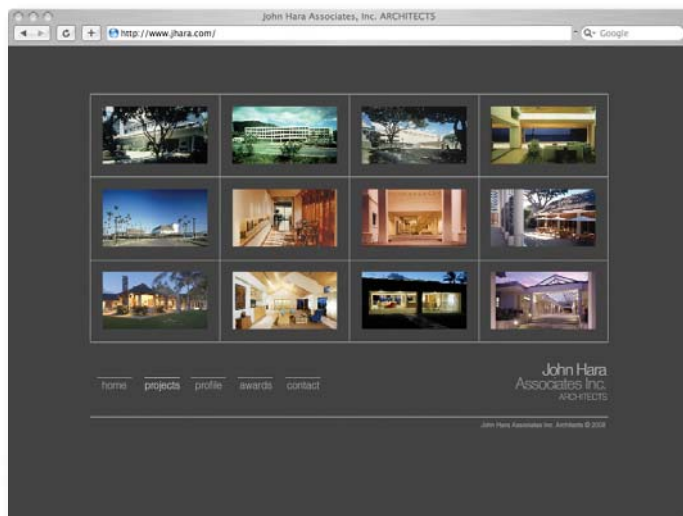 John Hara Associates, Inc. ARCHITECTS
http://www.jhara.com/
Google
home projects profile awards contact
John Hara
Associates Inc.
ARCHITECTS
John Hara Associates Inc. Architects ©